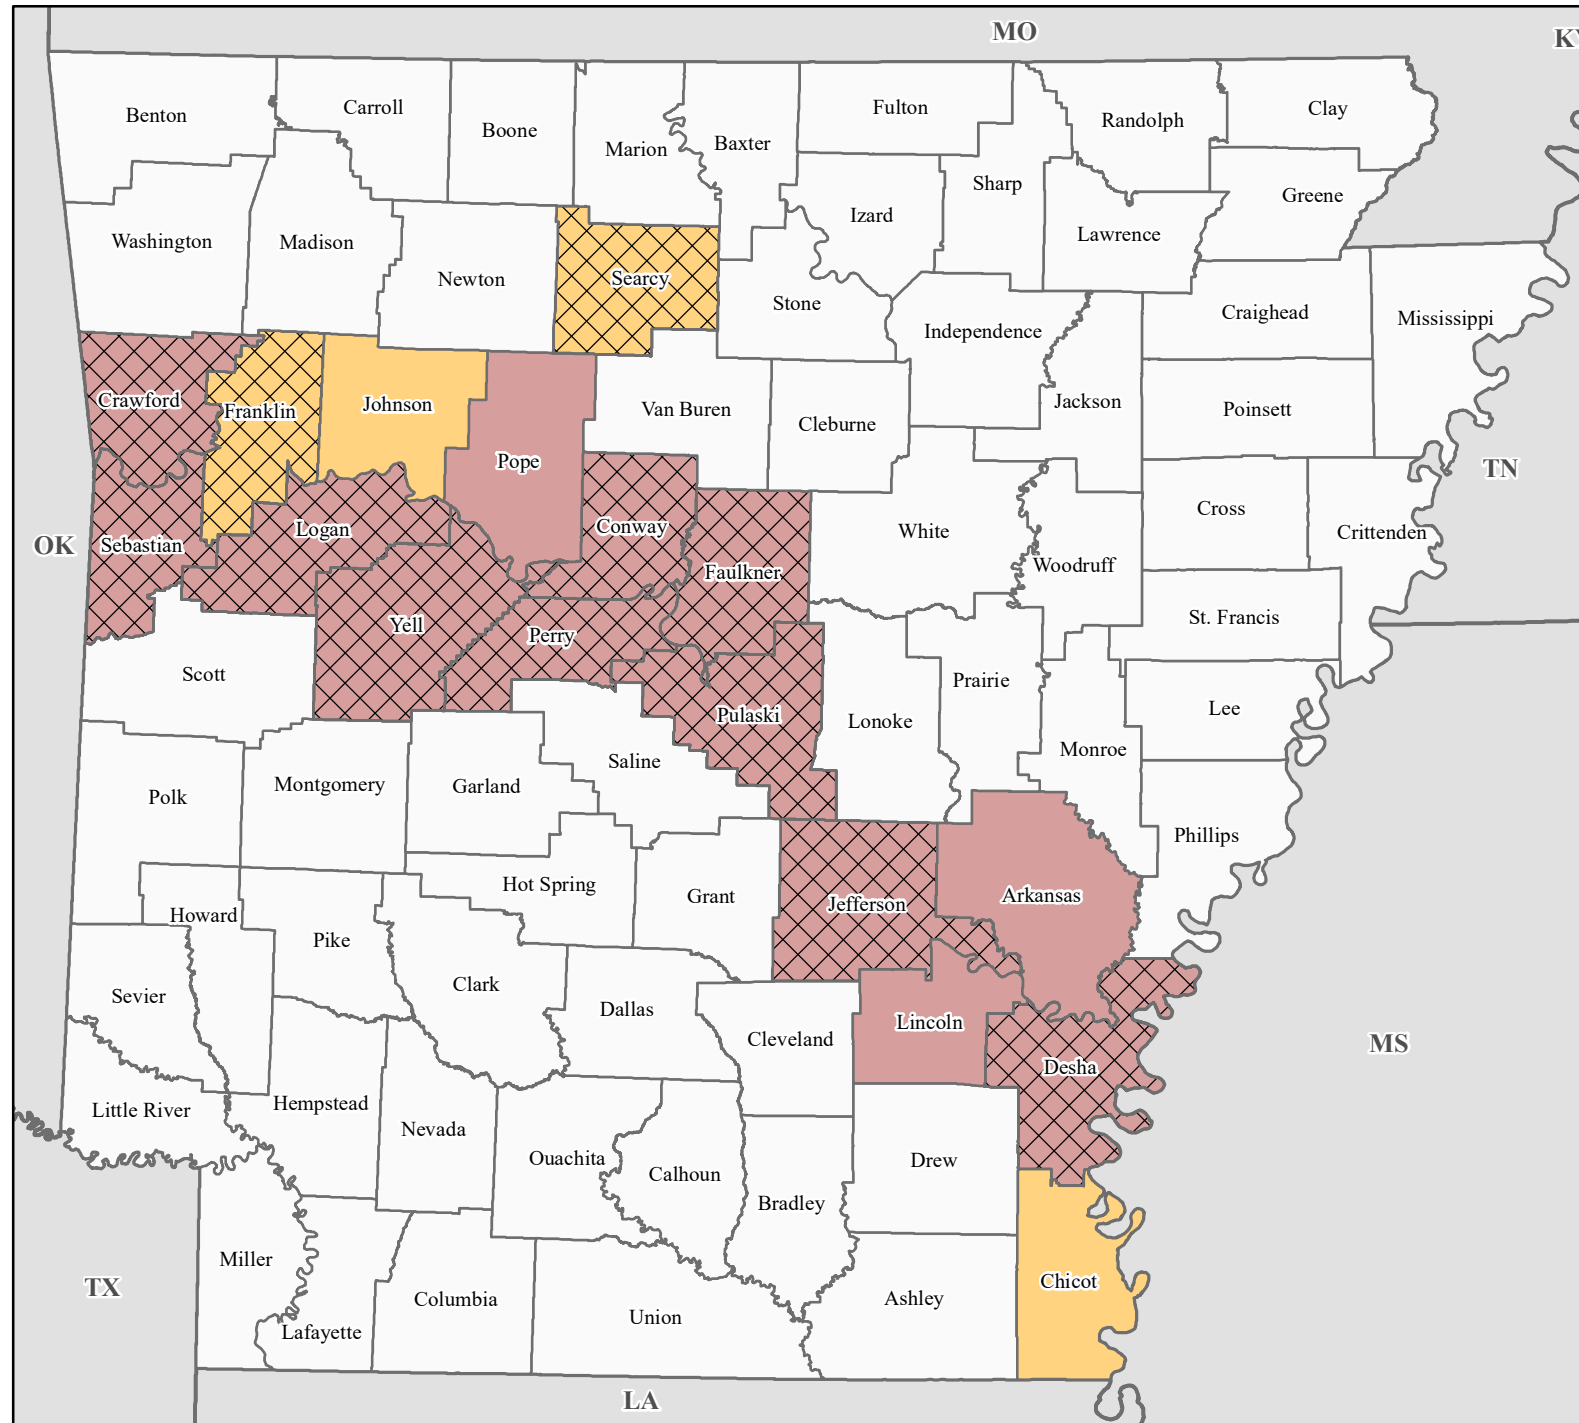 MO
KY
Benton
Carroll
Boone
Marion
Baxter
Fulton
Randolph
Clay
Sharp
Greene
Izard
Lawrence
Washington
Madison
Newton
Searcy
Stone
Independence
Craighead
Mississippi
Crawford
Franklin
Johnson
Pope
Van Buren
Cleburne
Jackson
Poinsett
TN
OK
Sebastian
Logan
Conway
Faulkner
White
Woodruff
Cross
Crittenden
St. Francis
Yell
Perry
Scott
Pulaski
Lonoke
Prairie
Monroe
Lee
Saline
Polk
Montgomery
Garland
Phillips
Hot Spring
Grant
Jefferson
Arkansas
Howard
Pike
Clark
Sevier
Dallas
Cleveland
Lincoln
Desha
MS
Little River
Hempstead
Nevada
Ouachita
Calhoun
Bradley
Drew
Miller
TX
Lafayette
Columbia
Union
Ashley
Chicot
LA